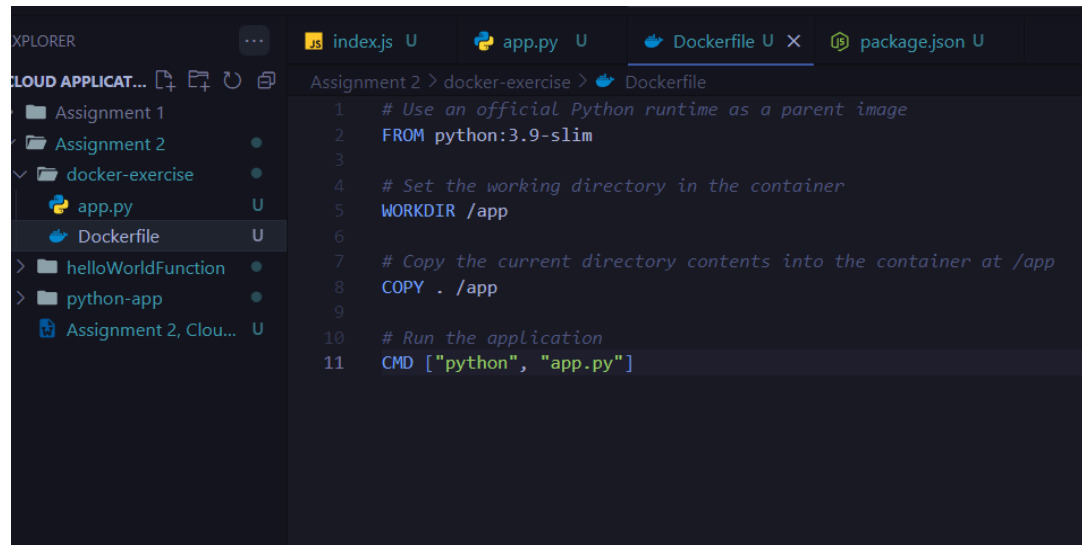 XPLORER ...
JS index.js U app.py U Dockerfile U × JS package.json U
LOUD APPLICAT...
Assignment 2 > docker-exercise > Dockerfile
Assignment 1
Assignment 2
docker-exercise
app.py U
Dockerfile U
helloWorldFunction
python-app
Assignment 2, Clou... U
1 # Use an official Python runtime as a parent image
2 FROM python:3.9-slim
3
4 # Set the working directory in the container
5 WORKDIR /app
6
7 # Copy the current directory contents into the container at /app
8 COPY . /app
9
10 # Run the application
11 CMD ["python", "app.py"]